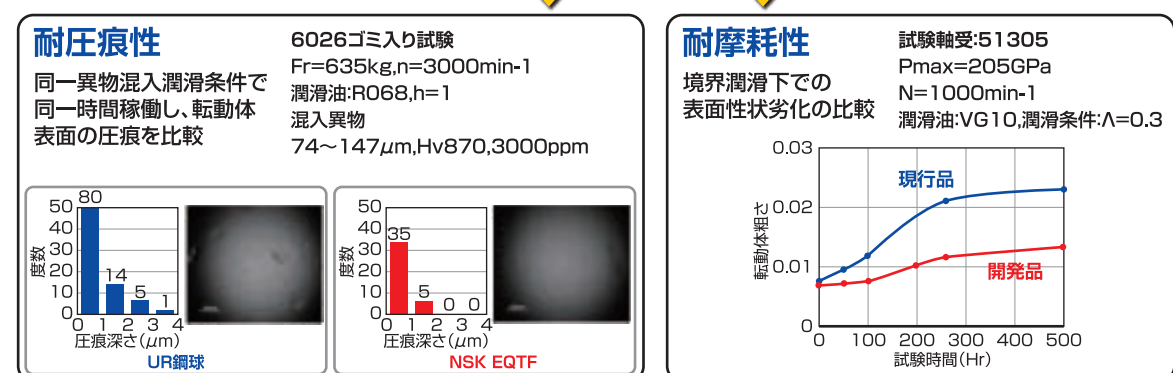 耐圧痕性
同一異物混入潤滑条件で
同一時間稼働し、転動体
表面の圧痕を比較
6026ゴミ入り試験
Fr=635kg,n=3000min-1
潤滑油:RO68,h=1
混入異物
74～147μm,Hv870,3000ppm
度数
50
40
30
20
10
0
80
14
5
1
0 1 2 3 4
圧痕深さ(μm)
UR鋼球
度数
50
40
30
20
10
0
35
5
0
0
0 1 2 3 4
圧痕深さ(μm)
NSK EQTF
耐摩耗性
境界潤滑下での
表面性状劣化の比較
試験軸受:51305
Pmax=205GPa
N=1000min-1
潤滑油:VG10,潤滑条件:Λ=0.3
転動体粗さ
0.03
0.02
0.01
0
現行品
開発品
0 100 200 300 400 500
試験時間(Hr)